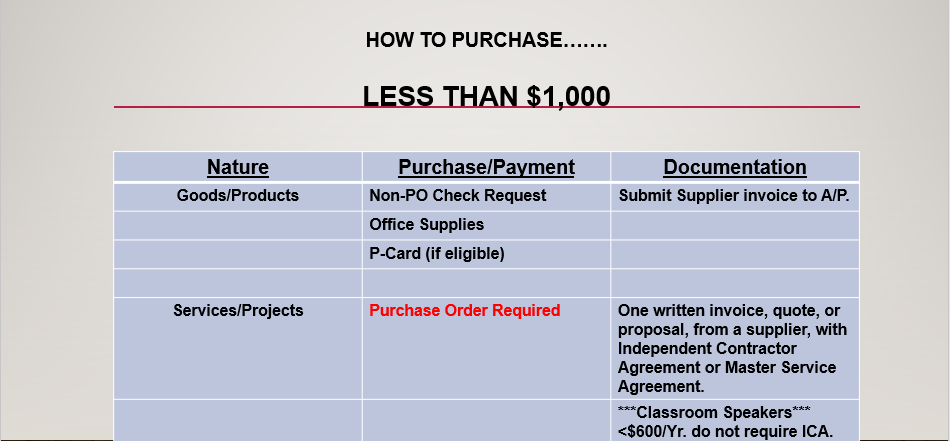 HOW TO PURCHASE…….
LESS THAN $1,000
Nature Purchase/Payment Documentation
Goods/Products Non-PO Check Request Submit Supplier invoice to A/P.
Office Supplies
P-Card (if eligible)
Services/Projects Purchase Order Required One written invoice, quote, or
proposal, from a supplier, with
Independent Contractor
Agreement or Master Service
Agreement.
***Classroom Speakers***
<$600/Yr. do not require ICA.